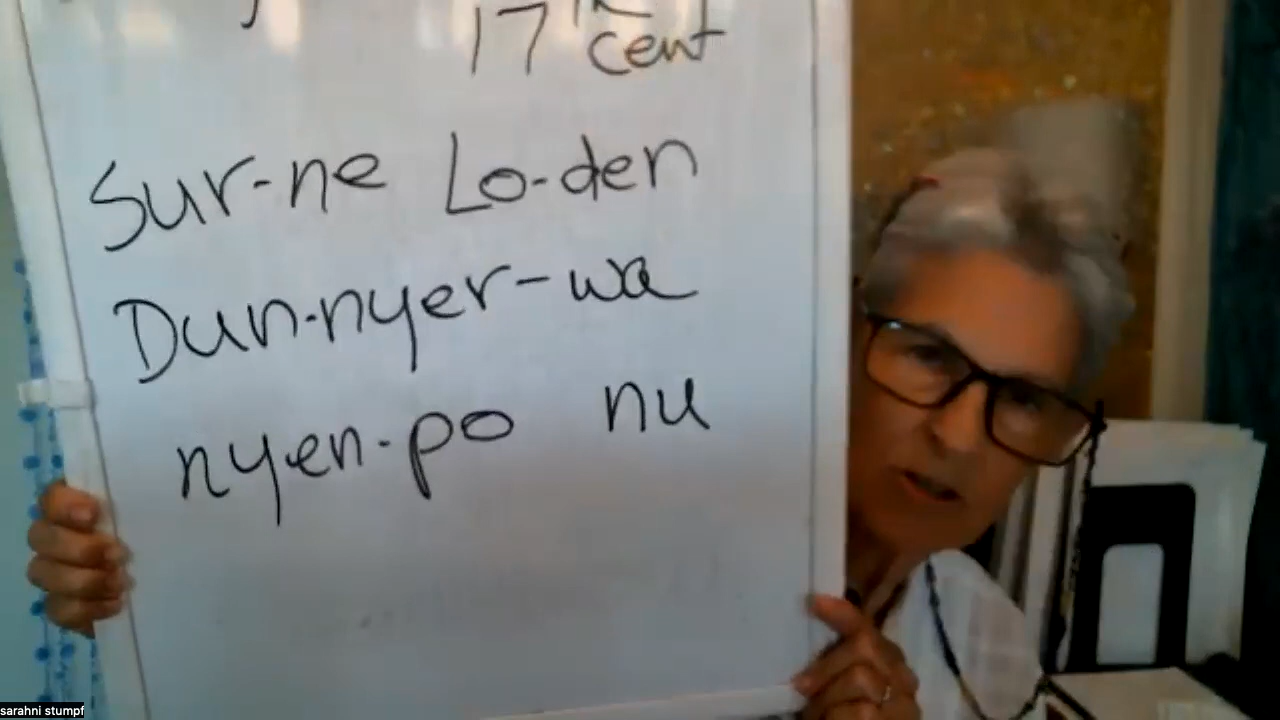 17th cent
Sur-ne Lo-den
Dun-nyer-wa
nyen-po nu
sarahni stumpf